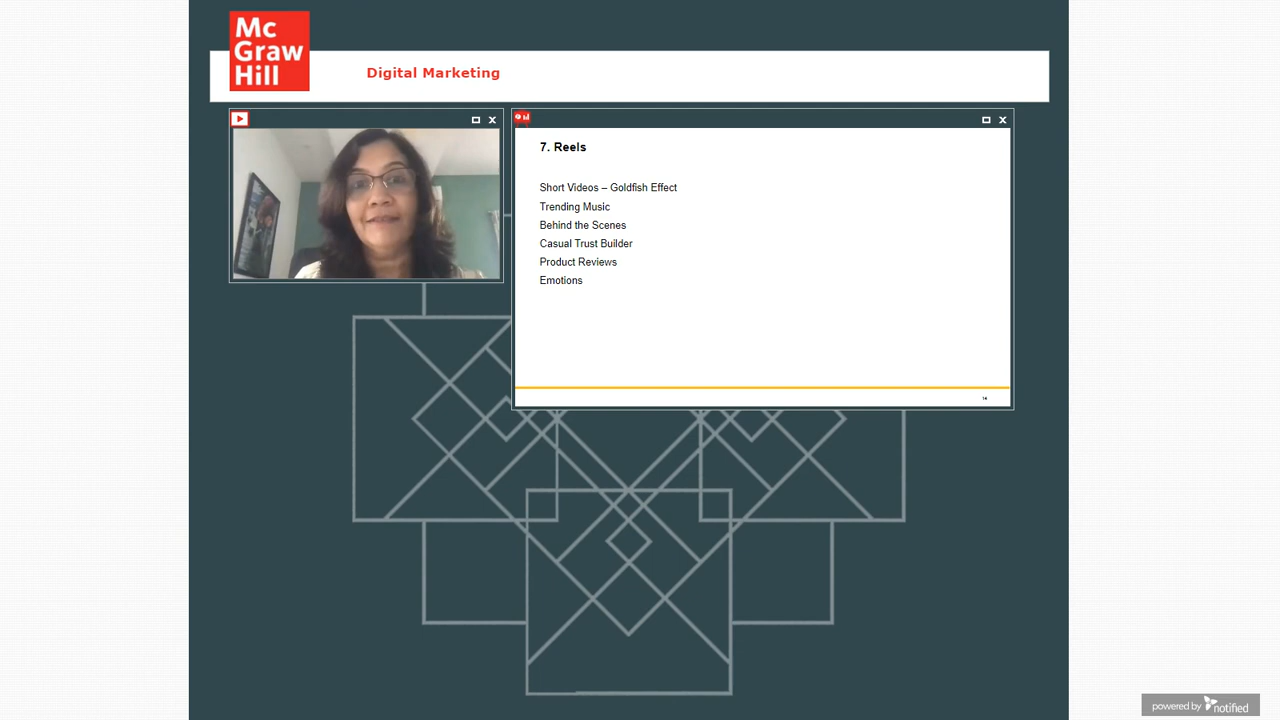 Mc
Graw
Hill
Digital Marketing
7. Reels
Short Videos – Goldfish Effect
Trending Music
Behind the Scenes
Casual Trust Builder
Product Reviews
Emotions
14
powered by notified